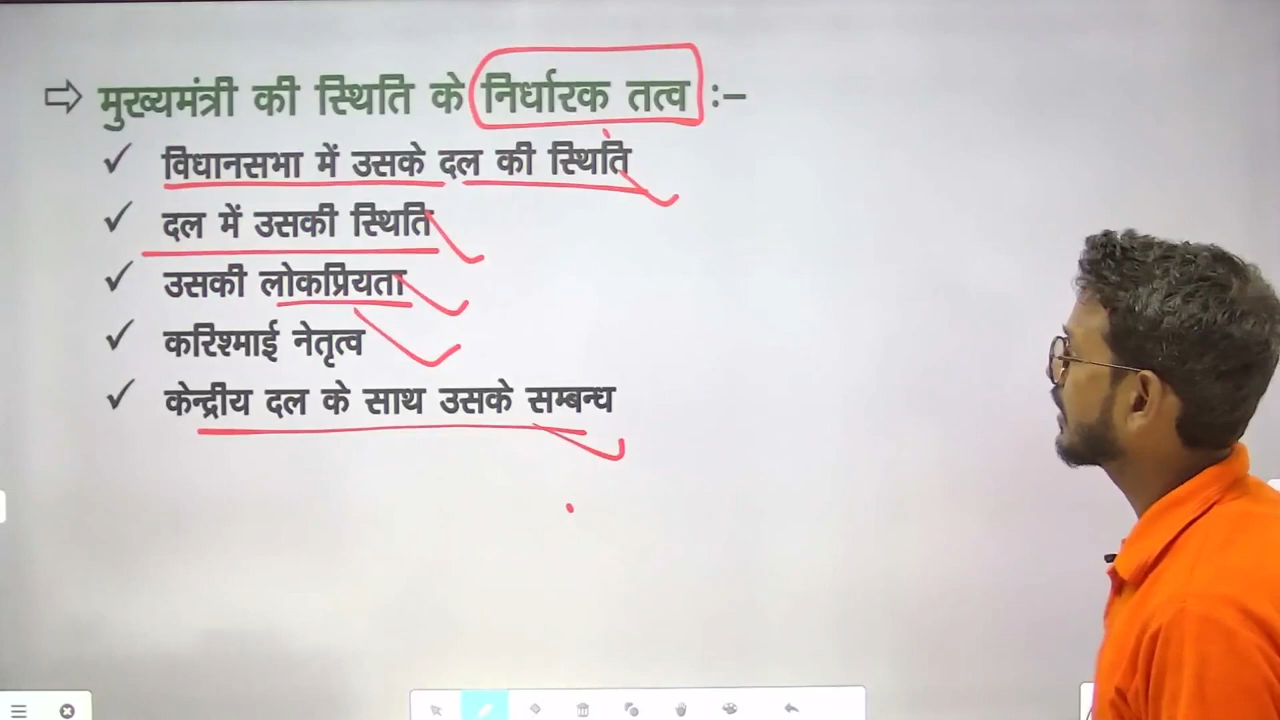 ⇨ मुख्यमंत्री की स्थिति के निर्धारक तत्व :–
✓ विधानसभा में उसके दल की स्थिति
✓ दल में उसकी स्थिति
✓ उसकी लोकप्रियता
✓ करिश्माई नेतृत्व
✓ केन्द्रीय दल के साथ उसके सम्बन्ध